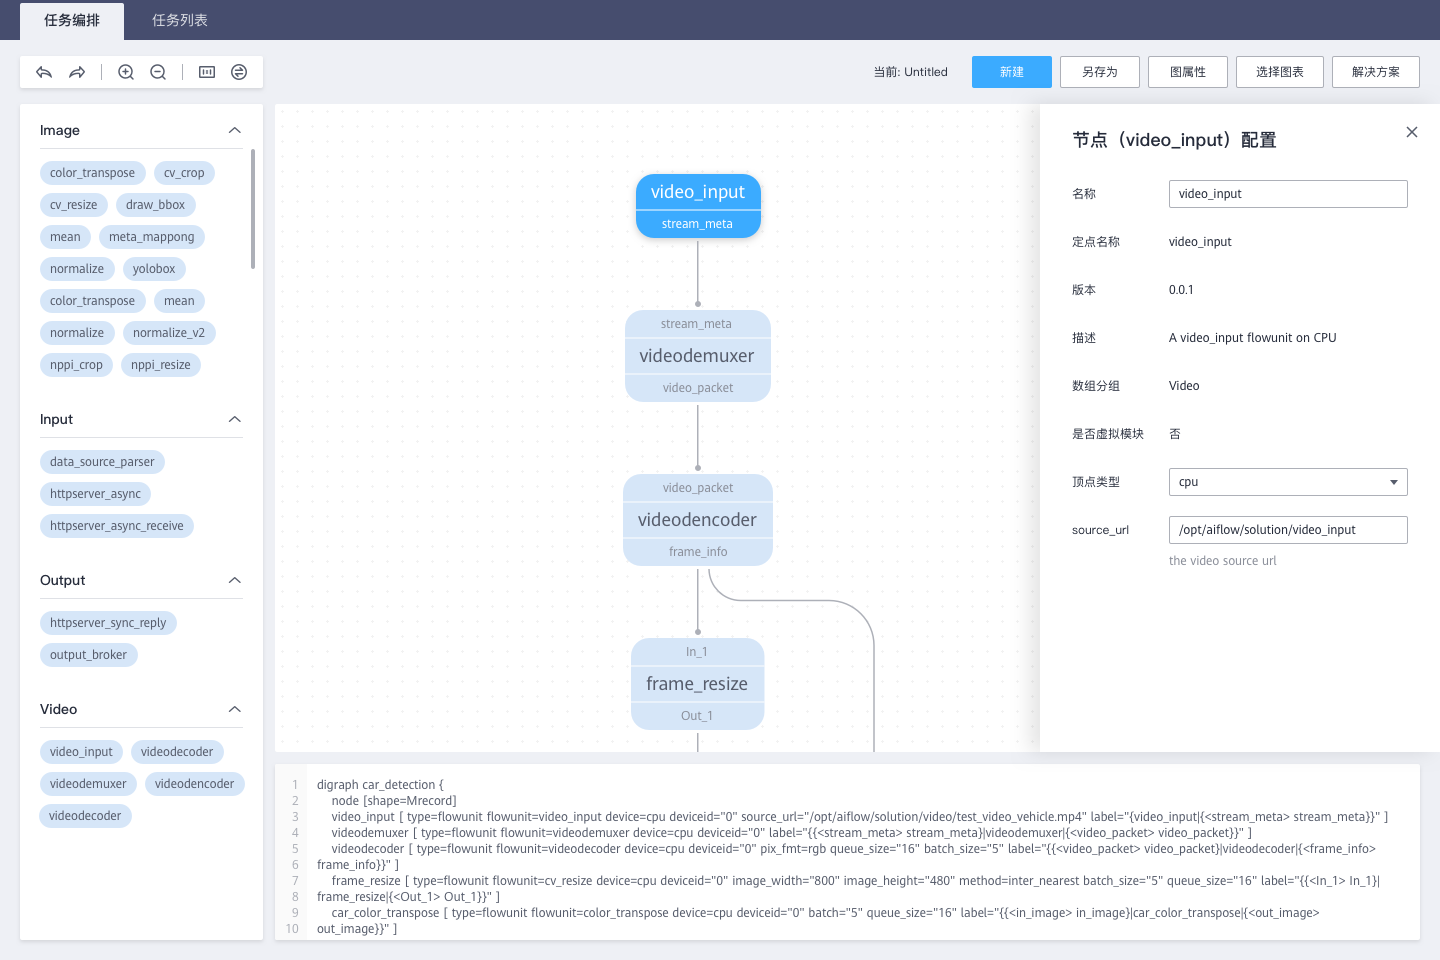 任务编排
任务列表
当前: Untitled
新建
另存为
图属性
选择图表
解决方案
Image
color_transpose
cv_crop
cv_resize
draw_bbox
mean
meta_mappong
normalize
yolobox
color_transpose
mean
normalize
normalize_v2
nppi_crop
nppi_resize
Input
data_source_parser
httpserver_async
httpserver_async_receive
Output
httpserver_sync_reply
output_broker
Video
video_input
videodecoder
videodemuxer
videodencoder
videodecoder
video_input
stream_meta
stream_meta
videodemuxer
video_packet
video_packet
videodencoder
frame_info
In_1
frame_resize
Out_1
节点（video_input）配置
名称
video_input
定点名称
video_input
版本
0.0.1
描述
A video_input flowunit on CPU
数组分组
Video
是否虚拟模块
否
顶点类型
cpu
source_url
/opt/aiflow/solution/video_input
the video source url
1 digraph car_detection {
2 node [shape=Mrecord]
3 video_input [ type=flowunit flowunit=video_input device=cpu deviceid="0" source_url="/opt/aiflow/solution/video/test_video_vehicle.mp4" label="{video_input|{<stream_meta> stream_meta}}" ]
4 videodemuxer [ type=flowunit flowunit=videodemuxer device=cpu deviceid="0" label="{{<stream_meta> stream_meta}|videodemuxer|{<video_packet> video_packet}}" ]
5 videodecoder [ type=flowunit flowunit=videodecoder device=cpu deviceid="0" pix_fmt=rgb queue_size="16" batch_size="5" label="{{<video_packet> video_packet}|videodecoder|{<frame_info>
6 frame_info}}" ]
7 frame_resize [ type=flowunit flowunit=cv_resize device=cpu deviceid="0" image_width="800" image_height="480" method=inter_nearest batch_size="5" queue_size="16" label="{{<In_1> In_1}|
8 frame_resize|{<Out_1> Out_1}}" ]
9 car_color_transpose [ type=flowunit flowunit=color_transpose device=cpu deviceid="0" batch="5" queue_size="16" label="{{<in_image> in_image}|car_color_transpose|{<out_image>
10 out_image}}" ]